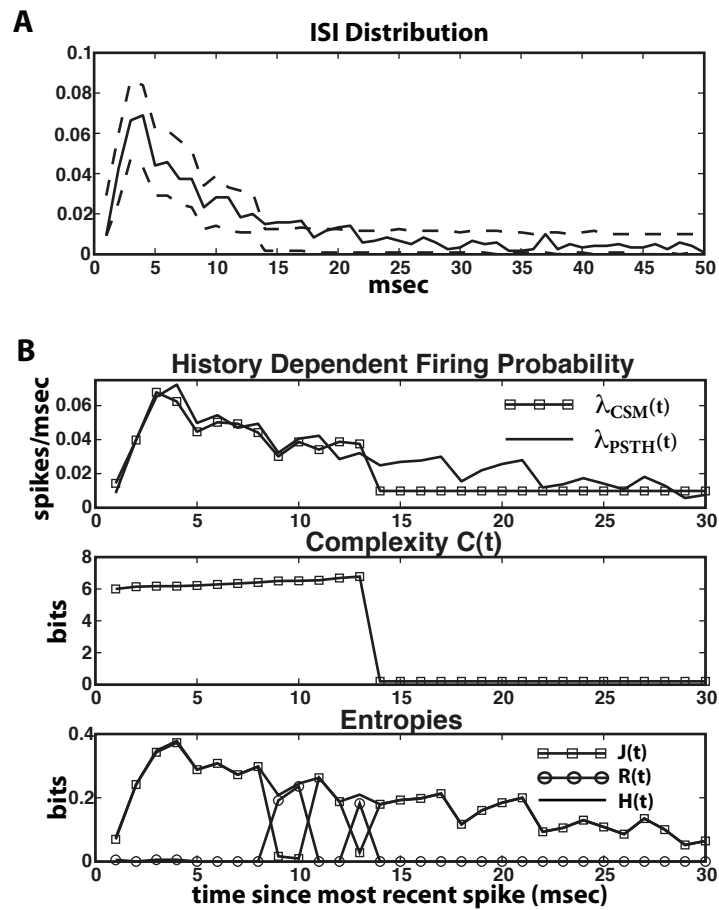 A
ISI Distribution
0.1
0.08
0.06
0.04
0.02
0
0 5 10 15 20 25 30 35 40 45 50
msec
B
History Dependent Firing Probability
spikes/msec
0.06
0.04
0.02
0
λCSM(t)
λPSTH(t)
0 5 10 15 20 25 30
Complexity C(t)
bits
8
6
4
2
0
0 5 10 15 20 25 30
Entropies
bits
0.4
0.2
0
J(t)
R(t)
H(t)
0 5 10 15 20 25 30
time since most recent spike (msec)